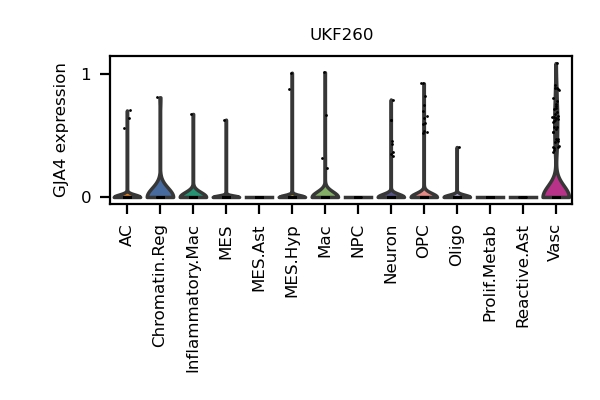 UKF260
GJA4 expression
1
0
AC
Chromatin.Reg
Inflammatory.Mac
MES
MES.Ast
MES.Hyp
Mac
NPC
Neuron
OPC
Oligo
Prolif.Metab
Reactive.Ast
Vasc